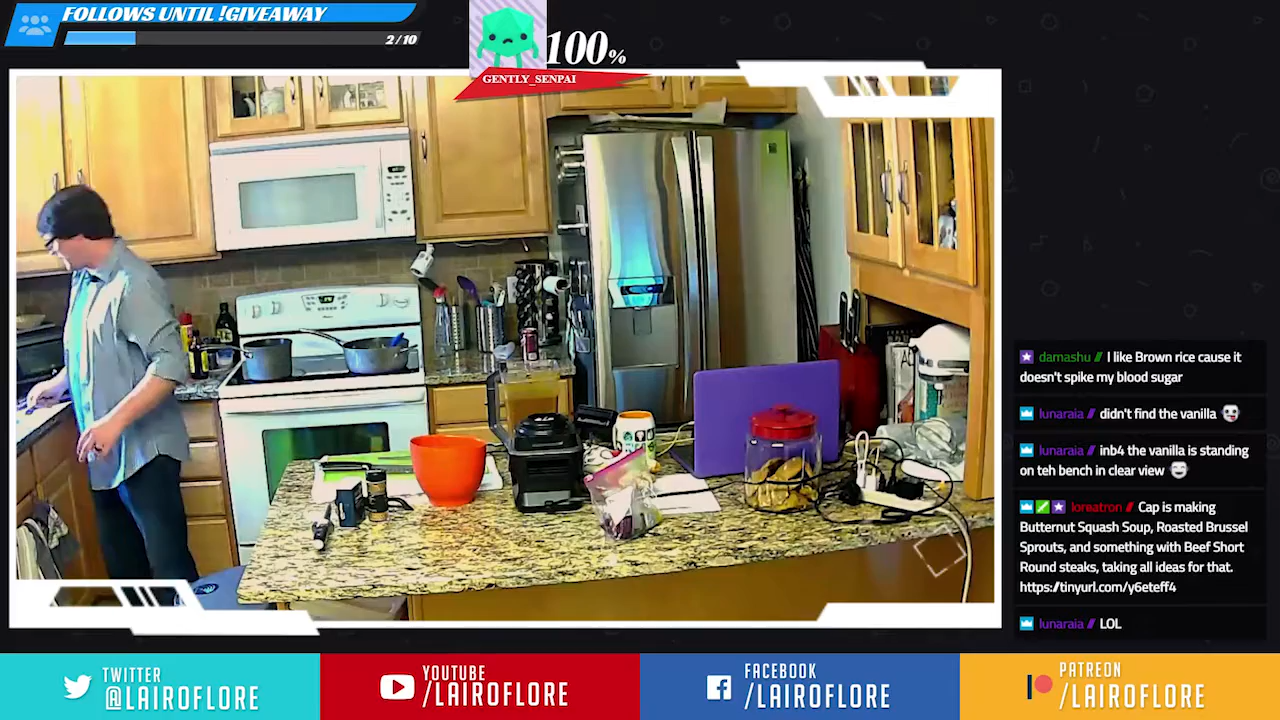 FOLLOWS UNTIL !GIVEAWAY
2/10
100%
GENTLY_SENPAI
damashu // I like Brown rice cause it
doesn't spike my blood sugar
lunaraia // didn't find the vanilla
lunaraia // inb4 the vanilla is standing
on teh bench in clear view
loreatron // Cap is making
Butternut Squash Soup, Roasted Brussel
Sprouts, and something with Beef Short
Round steaks, taking all ideas for that.
https://tinyurl.com/y6eteff4
lunaraia // LOL
TWITTER
@LAIROFLORE
YOUTUBE
/LAIROFLORE
FACEBOOK
/LAIROFLORE
PATREON
/LAIROFLORE